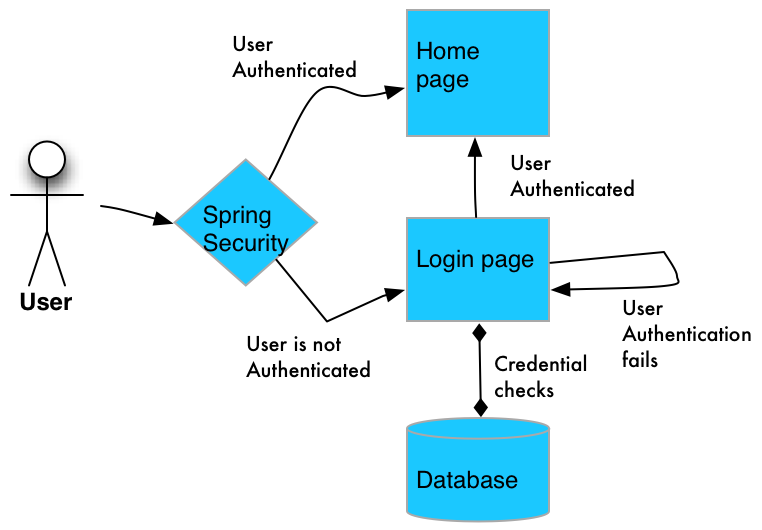 User
Authenticated
Home
page
User
Authenticated
Spring
Security
Login page
User
User is not
Authenticated
User
Authentication
fails
Credential
checks
Database